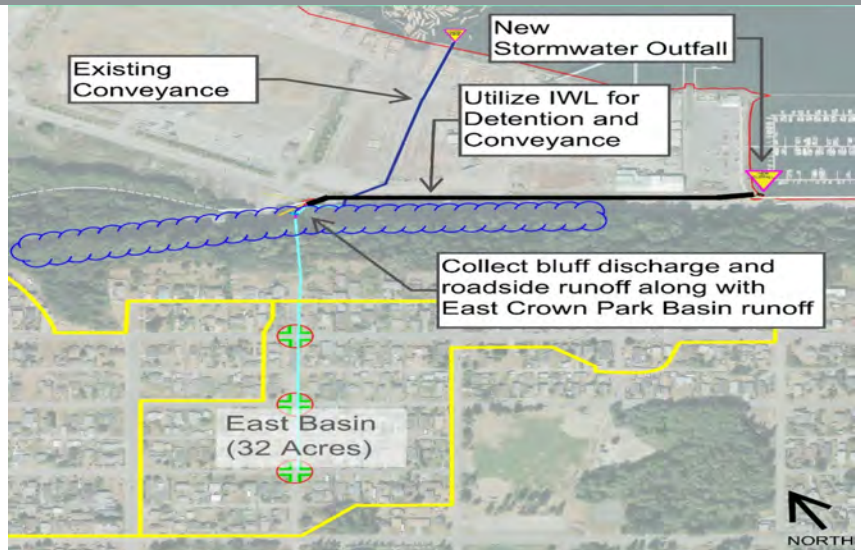 New
Stormwater Outfall
Existing
Conveyance
Utilize IWL for
Detention and
Conveyance
Collect bluff discharge and
roadside runoff along with
East Crown Park Basin runoff
East Basin
(32 Acres)
NORTH